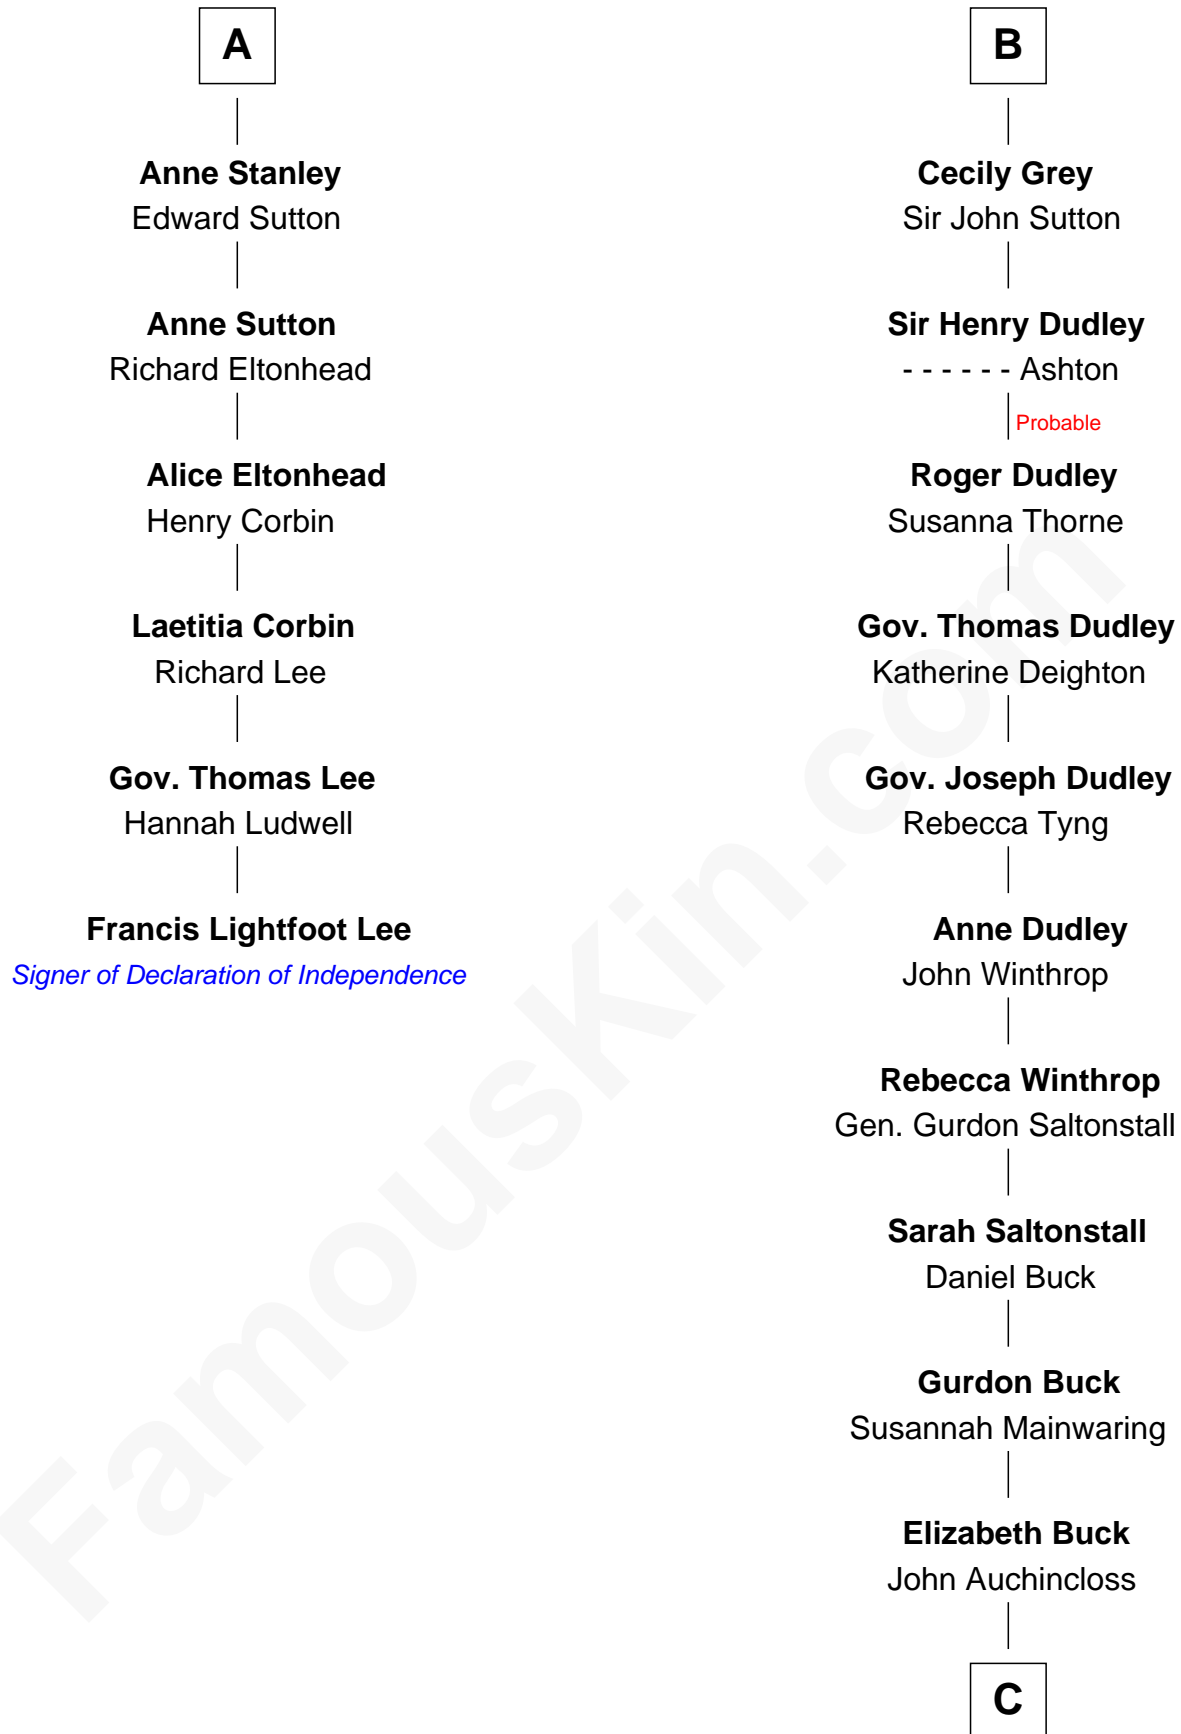 A
Anne Stanley
Edward Sutton
Anne Sutton
Richard Eltonhead
Alice Eltonhead
Henry Corbin
Laetitia Corbin
Richard Lee
Gov. Thomas Lee
Hannah Ludwell
Francis Lightfoot Lee
Signer of Declaration of Independence
B
Cecily Grey
Sir John Sutton
Sir Henry Dudley
- - - - - - Ashton
Probable
Roger Dudley
Susanna Thorne
Gov. Thomas Dudley
Katherine Deighton
Gov. Joseph Dudley
Rebecca Tyng
Anne Dudley
John Winthrop
Rebecca Winthrop
Gen. Gurdon Saltonstall
Sarah Saltonstall
Daniel Buck
Gurdon Buck
Susannah Mainwaring
Elizabeth Buck
John Auchincloss
C
FamousKin.com